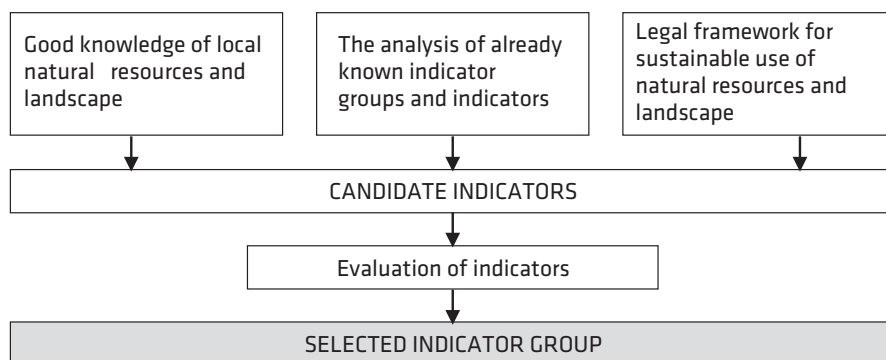 Good knowledge of local
natural resources and
landscape
The analysis of already
known indicator
groups and indicators
Legal framework for
sustainable use of
natural resources and
landscape
CANDIDATE INDICATORS
Evaluation of indicators
SELECTED INDICATOR GROUP